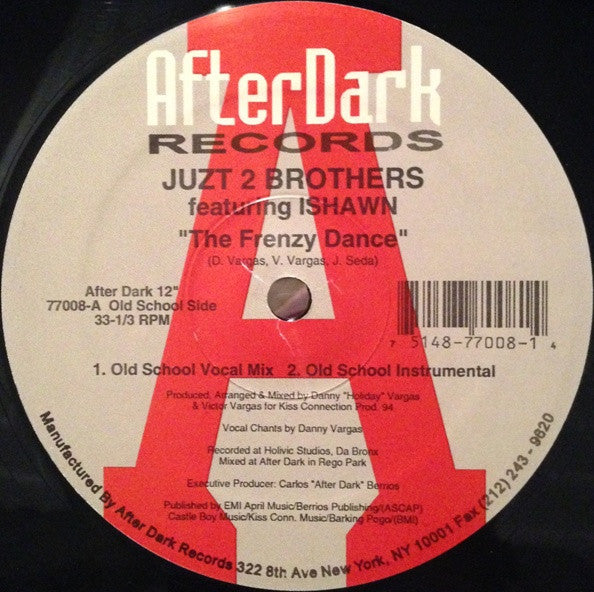 AfterDark
RECORDS
JUZT 2 BROTHERS
featuring ISHAWN
"The Frenzy Dance"
(D. Vargas, V. Vargas, J. Seda)
After Dark 12"
77008-A Old School Side
33-1/3 RPM
7 5148-77008-1 4
1. Old School Vocal Mix 2. Old School Instrumental
Produced, Arranged & Mixed by Danny "Holiday" Vargas
& Victor Vargas for Kiss Connection Prod. 94
Vocal Chants by Danny Vargas
Recorded at Holivic Studios, Da Bronx
Mixed at After Dark in Rego Park
Executive Producer: Carlos "After Dark" Berrios
Published by EMI April Music/Berrios Publishing/(ASCAP)
Castle Boy Music/Kiss Conn. Music/Barking Pogo/(BMI)
Manufactured By After Dark Records 322 8th Ave New York, NY 10001 Fax (212) 243 - 9620